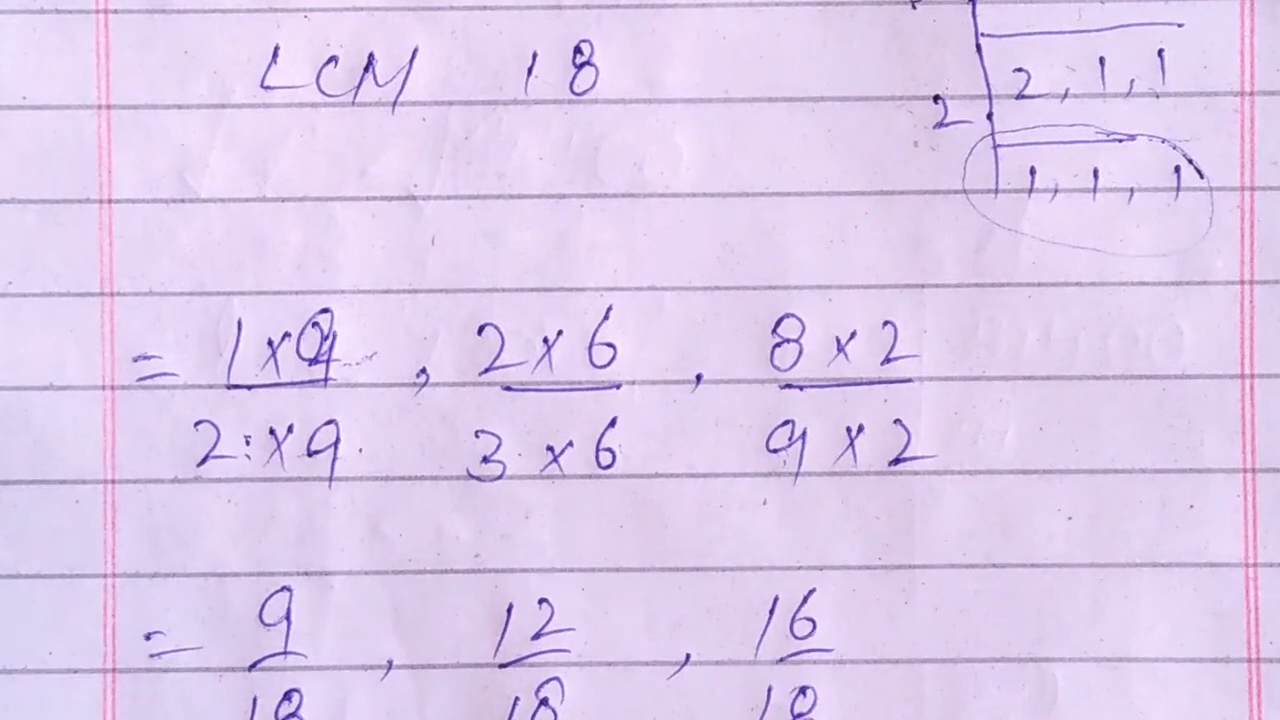 2, 1, 1
LCM 18
2
1, 1, 1
= 1 x 9 , 2 x 6 , 8 x 2
2 x 9 3 x 6 9 x 2
= 9 , 12 , 16
18 18 18